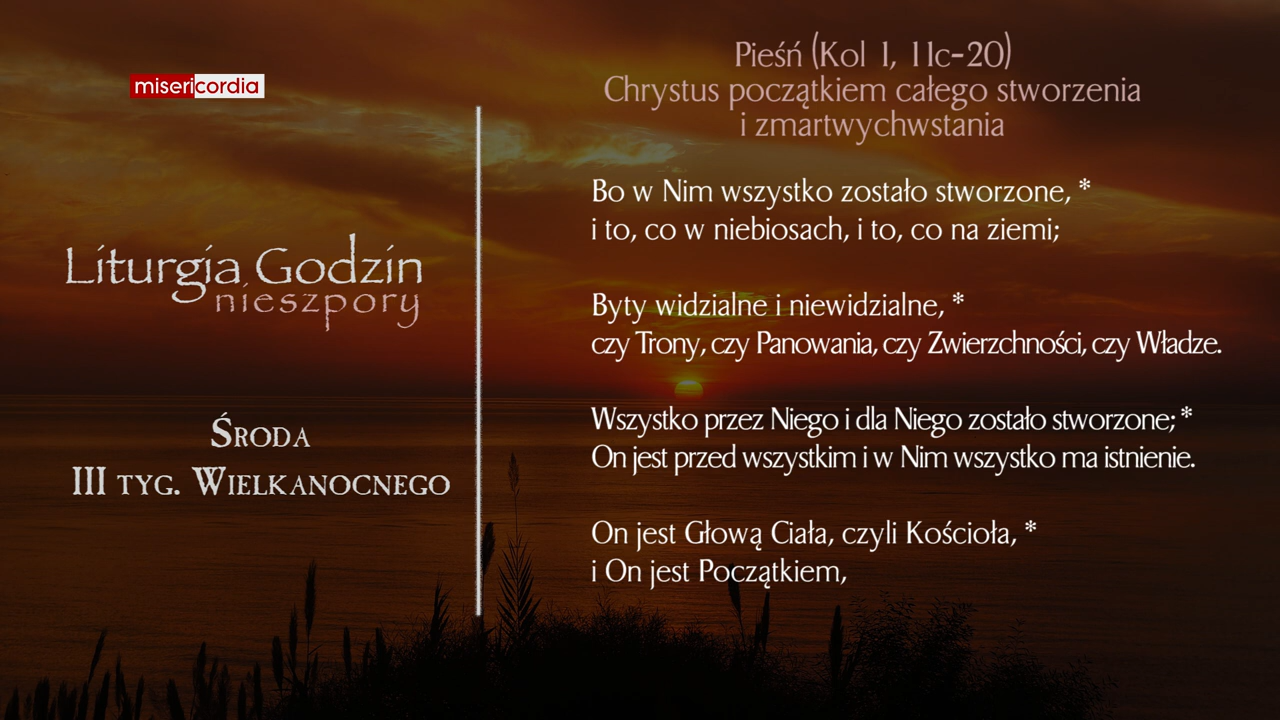 misericordia
Liturgia Godzin
nieszpory
Środa
III tyg. Wielkanocnego
Pieśń (Kol 1, 11c-20)
Chrystus początkiem całego stworzenia
i zmartwychwstania
Bo w Nim wszystko zostało stworzone, *
i to, co w niebiosach, i to, co na ziemi;
Byty widzialne i niewidzialne, *
czy Trony, czy Panowania, czy Zwierzchności, czy Władze.
Wszystko przez Niego i dla Niego zostało stworzone; *
On jest przed wszystkim i w Nim wszystko ma istnienie.
On jest Głową Ciała, czyli Kościoła, *
i On jest Początkiem,